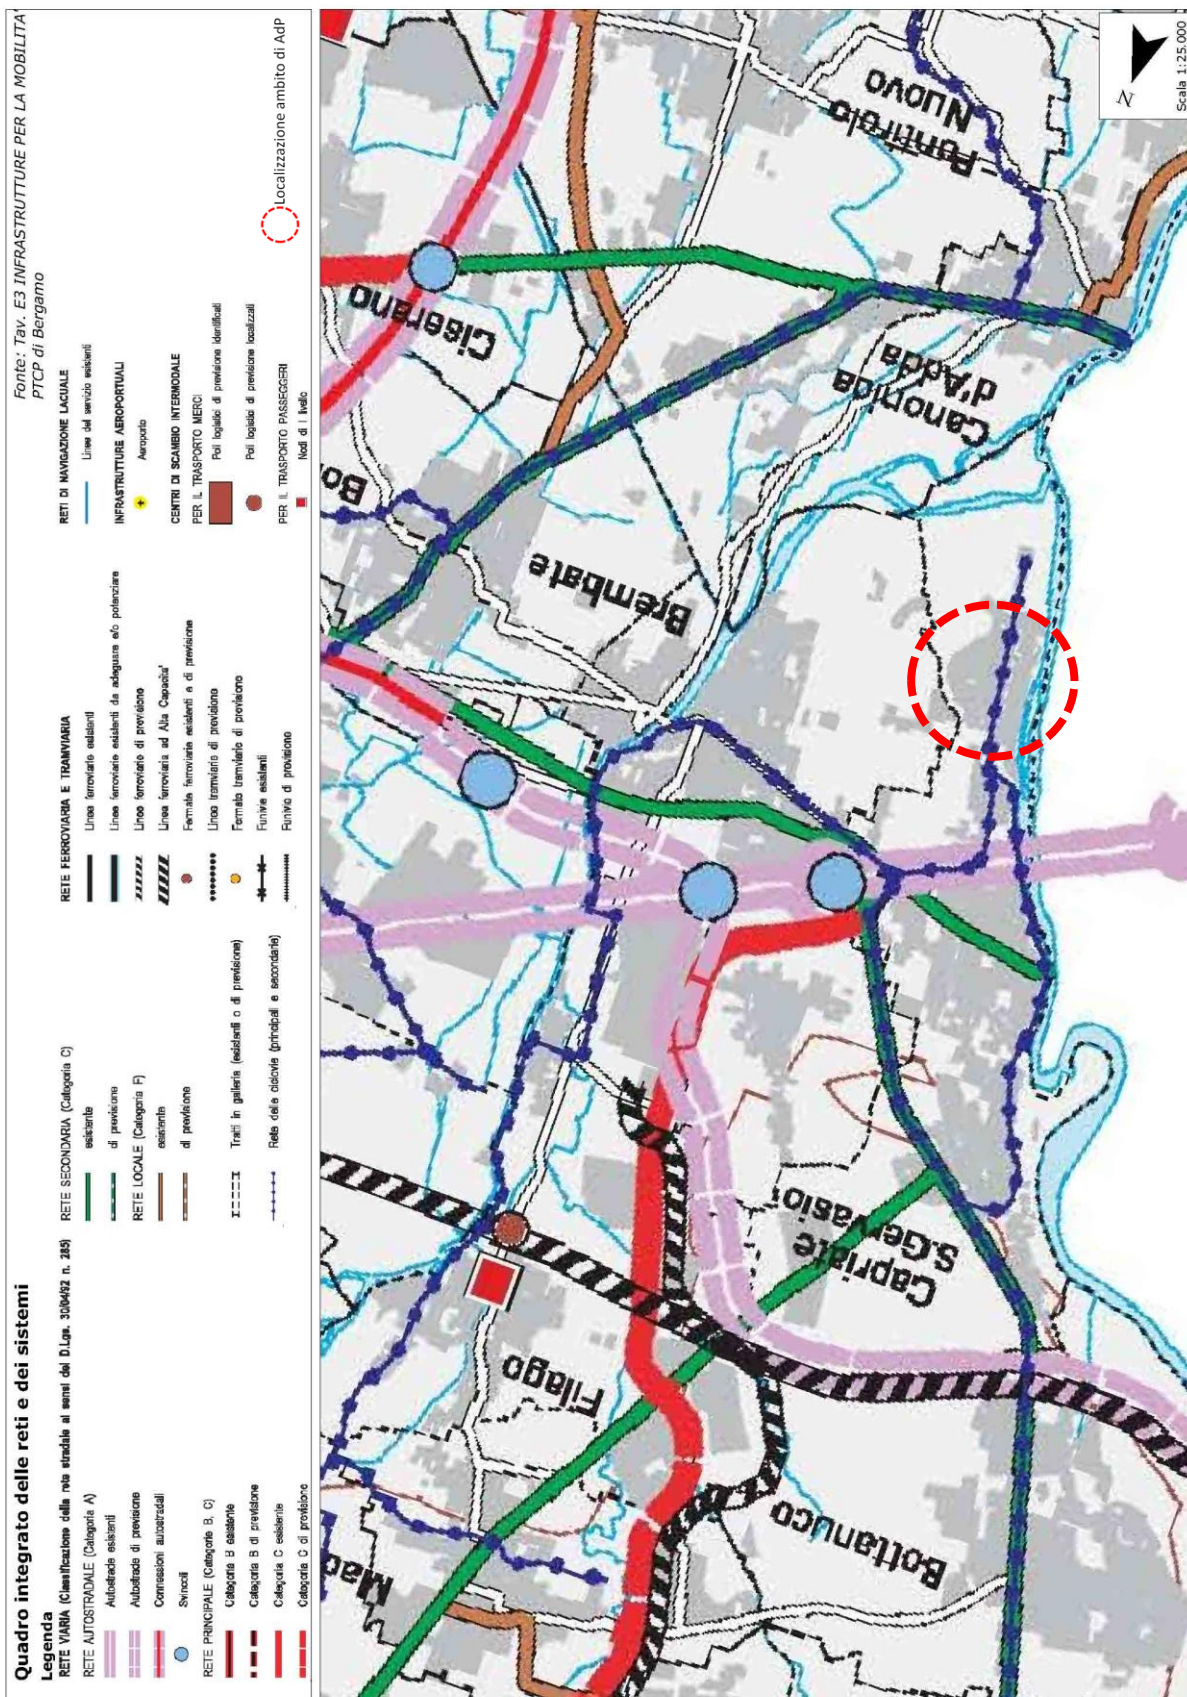 Quadro integrato delle reti e dei sistemi
Legenda
RETE VIARIA (Classificazione della rete stradale ai sensi del D.Lgs. 30/04/92 n. 285)
RETE AUTOSTRADALE (Categoria A)
Autostrade esistenti
Autostrade di previsione
Connessioni autostradali
Svincoli
RETE PRINCIPALE (Categorie B, C)
Categoria B esistente
Categoria B di previsione
Categoria C esistente
Categoria C di previsione
RETE SECONDARIA (Categoria C)
esistente
di previsione
RETE LOCALE (Categoria F)
esistente
di previsione
Tratti in galleria (esistenti o di previsione)
Rete delle ciclovie (principali e secondarie)
RETE FERROVIARIA E TRAMVIARIA
Linee ferroviarie esistenti
Linee ferroviarie esistenti da adeguare e/o potenziare
Linee ferroviarie di previsione
Linea ferroviaria ad Alta Capacita'
Fermate ferroviarie esistenti e di previsione
Linee tramviarie di previsione
Fermate tramviarie di previsione
Funivie esistenti
Funivie di previsione
RETI DI NAVIGAZIONE LACUALE
Linee del servizio esistenti
INFRASTRUTTURE AEROPORTUALI
Aeroporto
CENTRI DI SCAMBIO INTERMODALE
PER IL TRASPORTO MERCI
Poli logistici di previsione identificati
Poli logistici di previsione localizzati
PER IL TRASPORTO PASSEGGERI
Nodi di I livello
Fonte: Tav. E3 INFRASTRUTTURE PER LA MOBILITA'
PTCP di Bergamo
Localizzazione ambito di AdP
Mad
Filago
Bottanuco
Capriate
S.Gervasio
Brembate
Bo
Ciserano
Canonica
d'Adda
Pontirolo
Nuovo
N
Scala 1:25.000